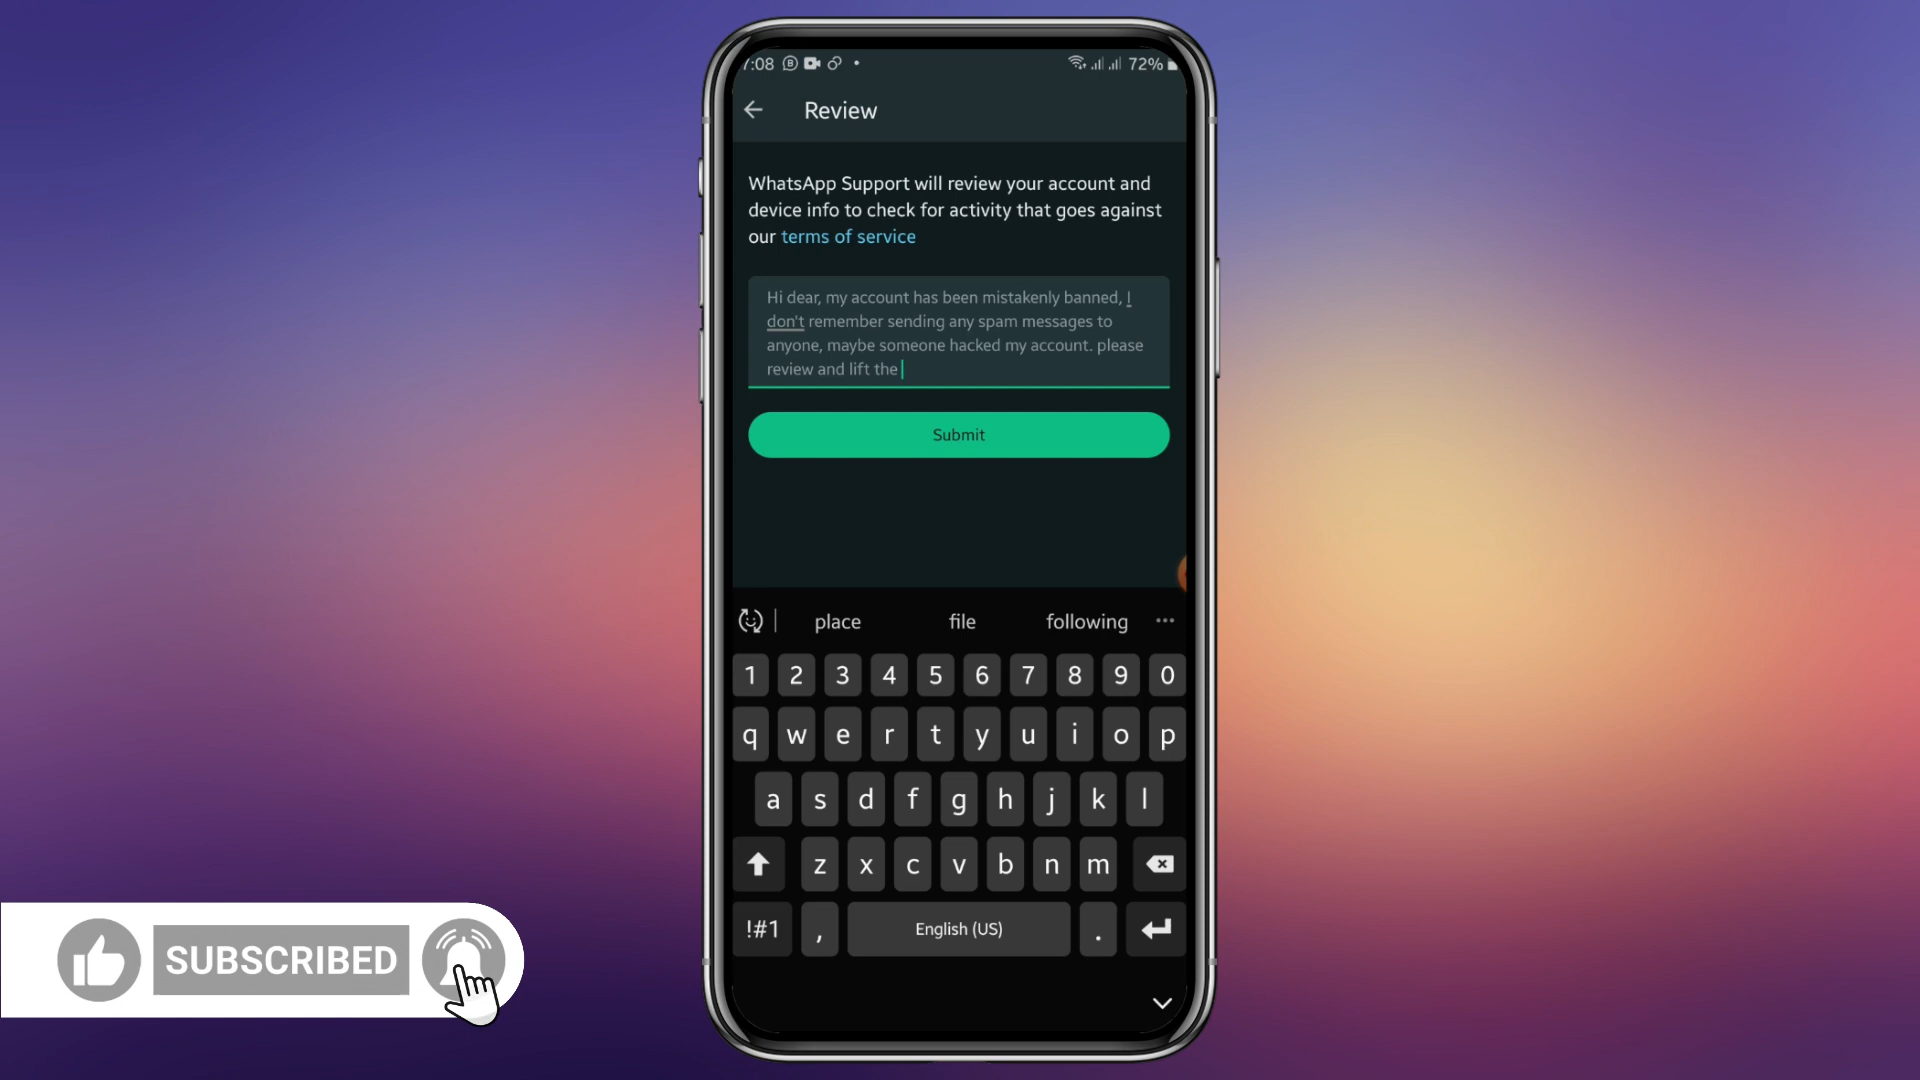 7:08 72%
Review
WhatsApp Support will review your account and
device info to check for activity that goes against
our terms of service
Hi dear, my account has been mistakenly banned, I
don't remember sending any spam messages to
anyone, maybe someone hacked my account. please
review and lift the
Submit
place file following
1 2 3 4 5 6 7 8 9 0
q w e r t y u i o p
a s d f g h j k l
z x c v b n m
!#1 , English (US) .
SUBSCRIBED